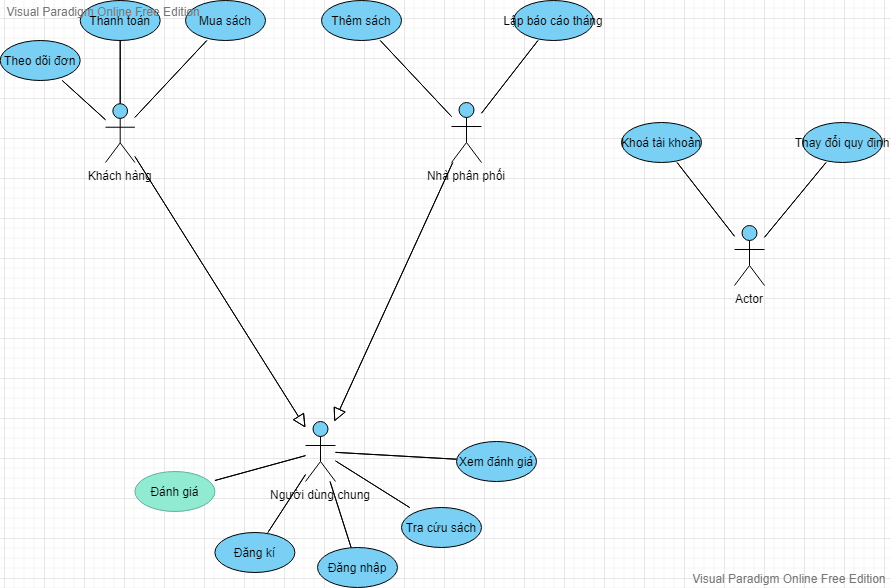 Visual Paradigm Online Free Edition
Thanh toán
Mua sách
Thêm sách
Lập báo cáo tháng
Theo dõi đơn
Khách hàng
Nhà phân phối
Khoá tài khoản
Thay đổi quy định
Actor
Xem đánh giá
Đánh giá
Người dùng chung
Tra cứu sách
Đăng kí
Đăng nhập
Visual Paradigm Online Free Edition